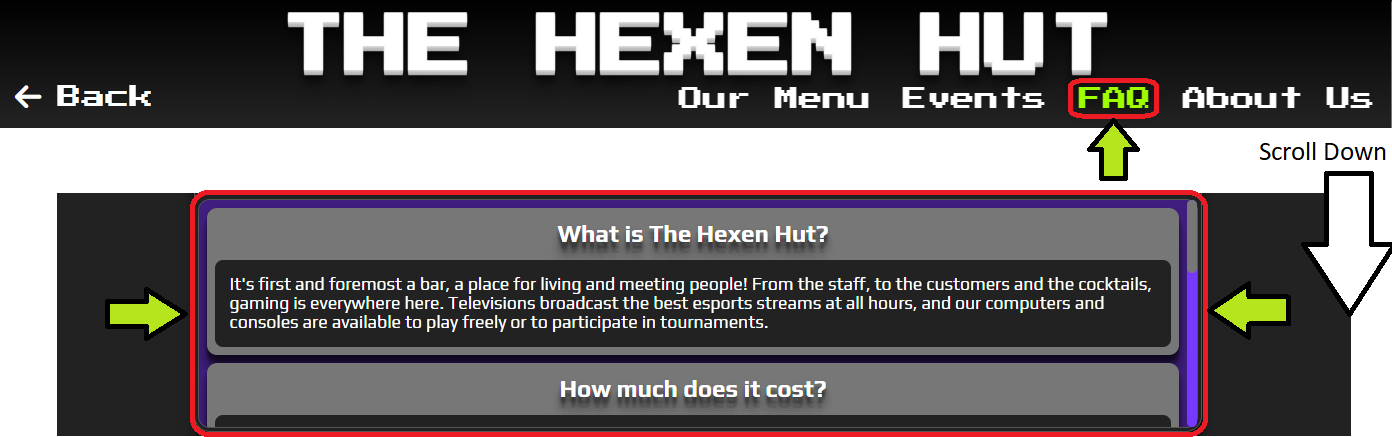 THE HEXEN HUT
← Back
Our Menu Events FAQ About Us
Scroll Down
What is The Hexen Hut?
It's first and foremost a bar, a place for living and meeting people! From the staff, to the customers and the cocktails,
gaming is everywhere here. Televisions broadcast the best esports streams at all hours, and our computers and
consoles are available to play freely or to participate in tournaments.
How much does it cost?